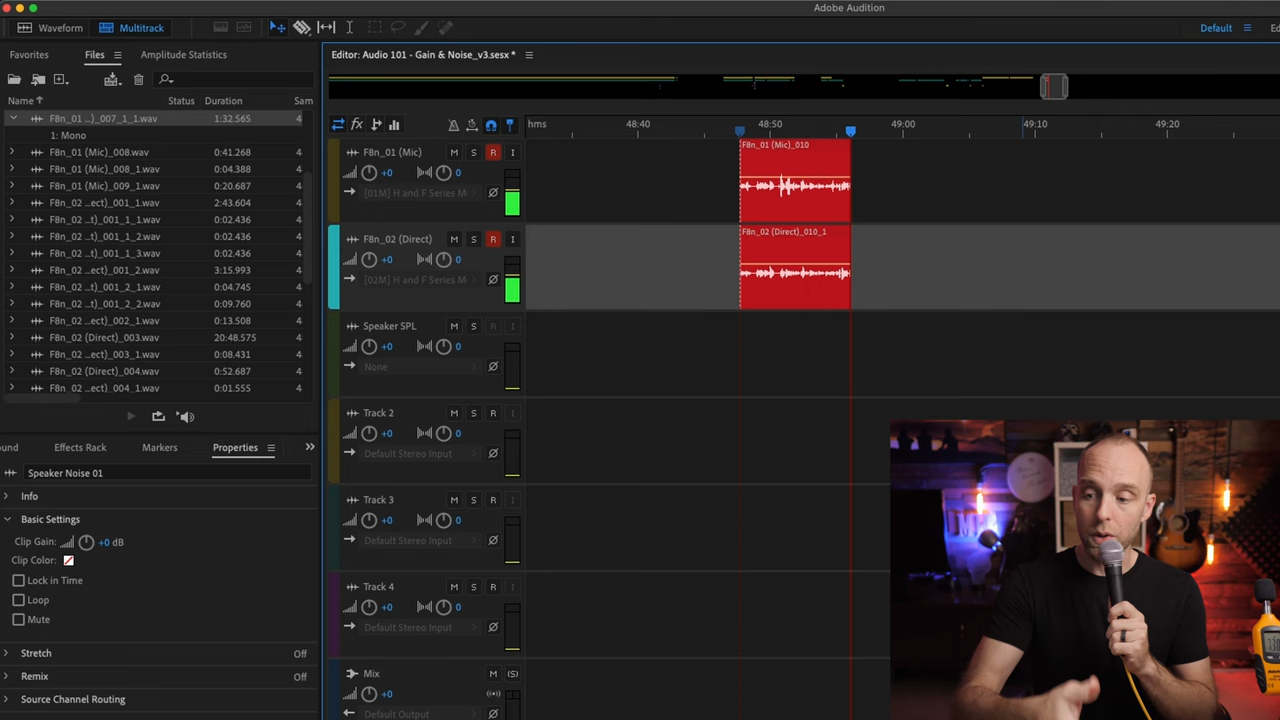 Adobe Audition
Waveform Multitrack Default Ed
Favorites Files Amplitude Statistics
Editor: Audio 101 - Gain & Noise_v3.sesx *
Name Status Duration Sam
F8n_01 ...)_007_1_1.wav 1:32.565 4
1: Mono
F8n_01 (Mic)_008.wav 0:41.268 4
F8n_01 (Mic)_008_1.wav 0:04.388 4
F8n_01 (Mic)_009_1.wav 0:20.687 4
F8n_02 ...ect)_001_1.wav 2:43.604 4
F8n_02 ...t)_001_1_1.wav 0:02.436 4
F8n_02 ...t)_001_1_2.wav 0:02.436 4
F8n_02 ...t)_001_1_3.wav 0:02.436 4
F8n_02 ...ect)_001_2.wav 3:15.993 4
F8n_02 ...t)_001_2_1.wav 0:04.745 4
F8n_02 ...t)_001_2_2.wav 0:09.760 4
F8n_02 ...ect)_002_1.wav 0:13.508 4
F8n_02 (Direct)_003.wav 20:48.575 4
F8n_02 ...ect)_003_1.wav 0:08.431 4
F8n_02 (Direct)_004.wav 0:52.687 4
F8n_02 ...ect)_004_1.wav 0:01.555 4
ound Effects Rack Markers Properties
Speaker Noise 01
Info
Basic Settings
Clip Gain: +0 dB
Clip Color:
Lock in Time
Loop
Mute
Stretch Off
Remix Off
Source Channel Routing
fx
hms 48:40 48:50 49:00 49:10 49:20
F8n_01 (Mic) M S R I
+0 0
[01M] H and F Series M
F8n_01 (Mic)_010
F8n_02 (Direct) M S R I
+0 0
[02M] H and F Series M
F8n_02 (Direct)_010_1
Speaker SPL M S R I
+0 0
None
Track 2 M S R I
+0 0
Default Stereo Input
Track 3 M S R I
+0 0
Default Stereo Input
Track 4 M S R I
+0 0
Default Stereo Input
Mix M (S)
+0
Default Output